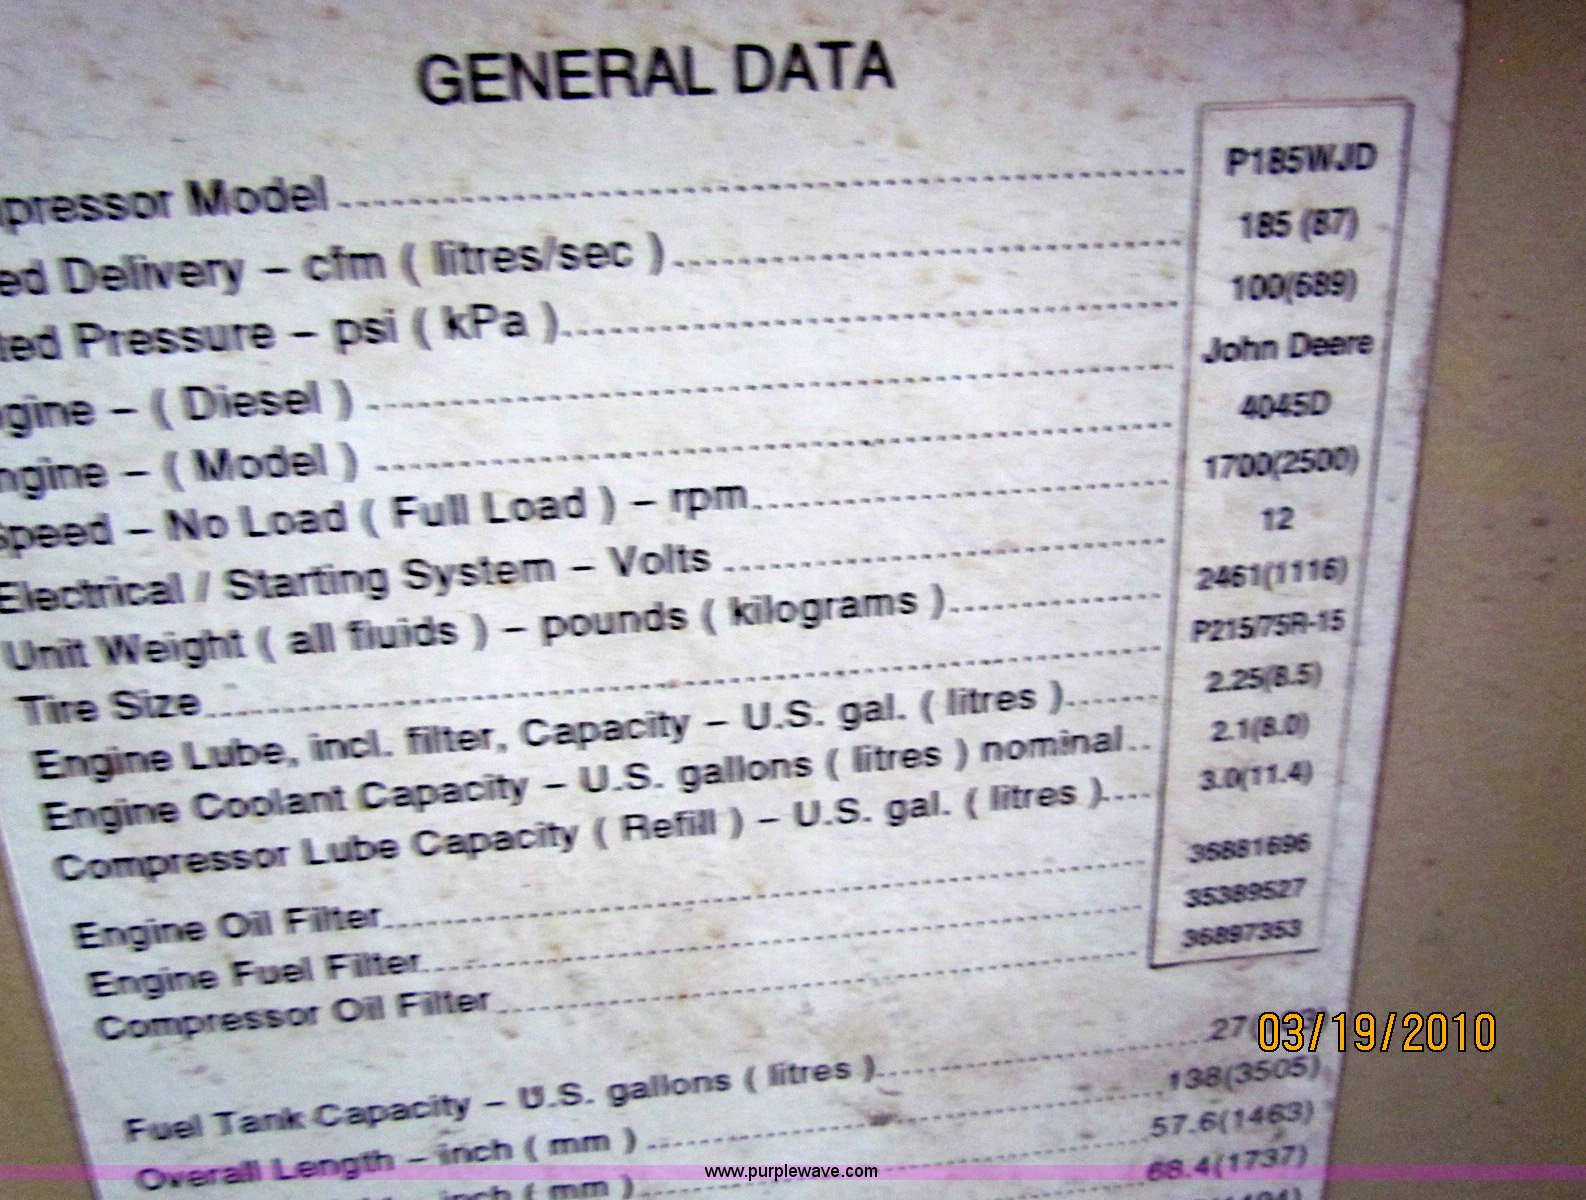 GENERAL DATA
pressor Model P185WJD
ed Delivery – cfm ( litres/sec ) 185 (87)
ted Pressure – psi ( kPa ) 100(689)
gine – ( Diesel ) John Deere
ngine – ( Model ) 4045D
Speed – No Load ( Full Load ) – rpm 1700(2500)
Electrical / Starting System – Volts 12
Unit Weight ( all fluids ) – pounds ( kilograms ) 2461(1116)
Tire Size P215/75R-15
Engine Lube, incl. filter, Capacity – U.S. gal. ( litres ) 2.25(8.5)
Engine Coolant Capacity – U.S. gallons ( litres ) nominal 2.1(8.0)
Compressor Lube Capacity ( Refill ) – U.S. gal. ( litres ) 3.0(11.4)
Engine Oil Filter 36881696
Engine Fuel Filter 35389527
Compressor Oil Filter 36897353
Fuel Tank Capacity – U.S. gallons ( litres ) 27
03/19/2010
Overall Length – inch ( mm ) 138(3505)
inch ( mm ) 57.6(1463)
68.4(1737)
www.purplewave.com